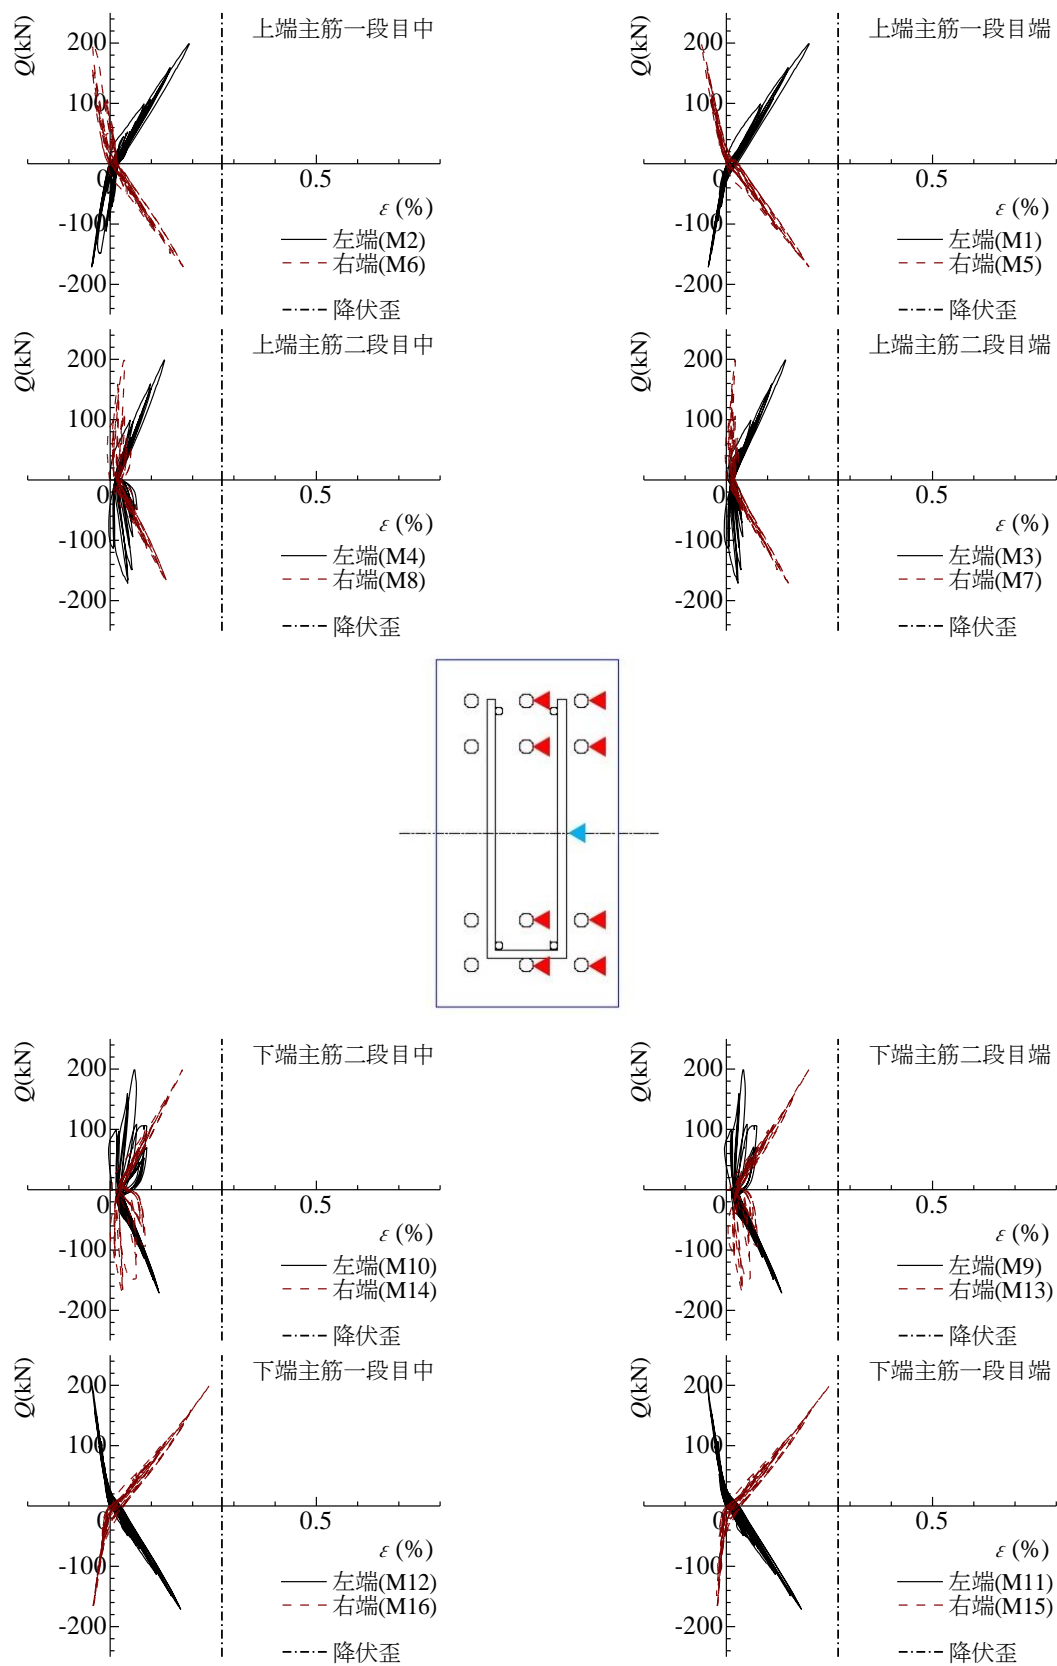 上端主筋一段目中
Q(kN)
200
100
0
0.5
-100
ε (%)
左端(M2)
右端(M6)
-200
降伏歪
上端主筋一段目端
Q(kN)
200
100
0
0.5
-100
ε (%)
左端(M1)
右端(M5)
-200
降伏歪
上端主筋二段目中
Q(kN)
200
100
0
0.5
-100
ε (%)
左端(M4)
右端(M8)
-200
降伏歪
上端主筋二段目端
Q(kN)
200
100
0
0.5
-100
ε (%)
左端(M3)
右端(M7)
-200
降伏歪
下端主筋二段目中
Q(kN)
200
100
0
0.5
-100
ε (%)
左端(M10)
右端(M14)
-200
降伏歪
下端主筋二段目端
Q(kN)
200
100
0
0.5
-100
ε (%)
左端(M9)
右端(M13)
-200
降伏歪
下端主筋一段目中
Q(kN)
200
100
0
0.5
-100
ε (%)
左端(M12)
右端(M16)
-200
降伏歪
下端主筋一段目端
Q(kN)
200
100
0
0.5
-100
ε (%)
左端(M11)
右端(M15)
-200
降伏歪